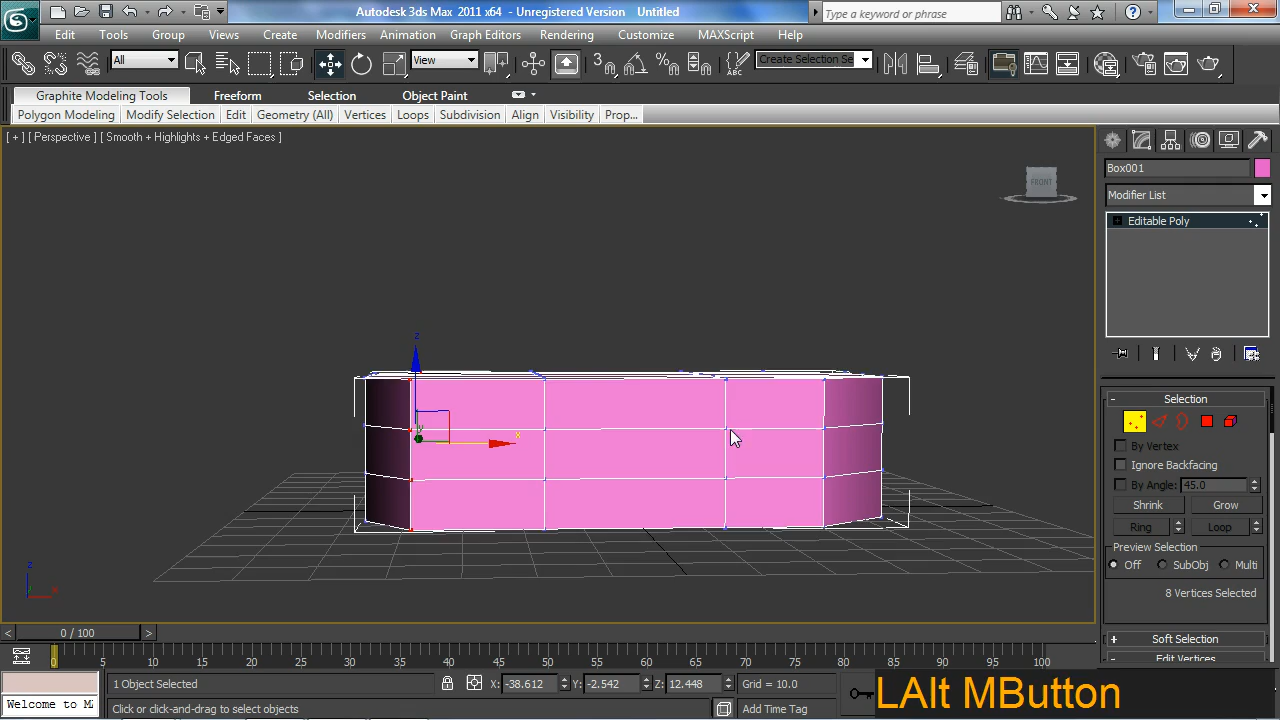 Autodesk 3ds Max 2011 x64 - Unregistered Version Untitled
Type a keyword or phrase
Edit Tools Group Views Create Modifiers Animation Graph Editors Rendering Customize MAXScript Help
All View 3 Create Selection Se
Graphite Modeling Tools Freeform Selection Object Paint
Polygon Modeling Modify Selection Edit Geometry (All) Vertices Loops Subdivision Align Visibility Prop...
[ + ] [ Perspective ] [ Smooth + Highlights + Edged Faces ]
FRONT
Box001
Modifier List
Editable Poly
z
x
y
Selection
By Vertex
Ignore Backfacing
By Angle: 45.0
Shrink Grow
Ring Loop
Preview Selection
Off SubObj Multi
8 Vertices Selected
Soft Selection
Edit Vertices
z
x
0 / 100
0 5 10 15 20 25 30 35 40 45 50 55 60 65 70 75 80 85 90 95 100
1 Object Selected X: -38.612 Y: -2.542 Z: 12.448 Grid = 10.0
Welcome to M
Click or click-and-drag to select objects Add Time Tag
LAlt MButton